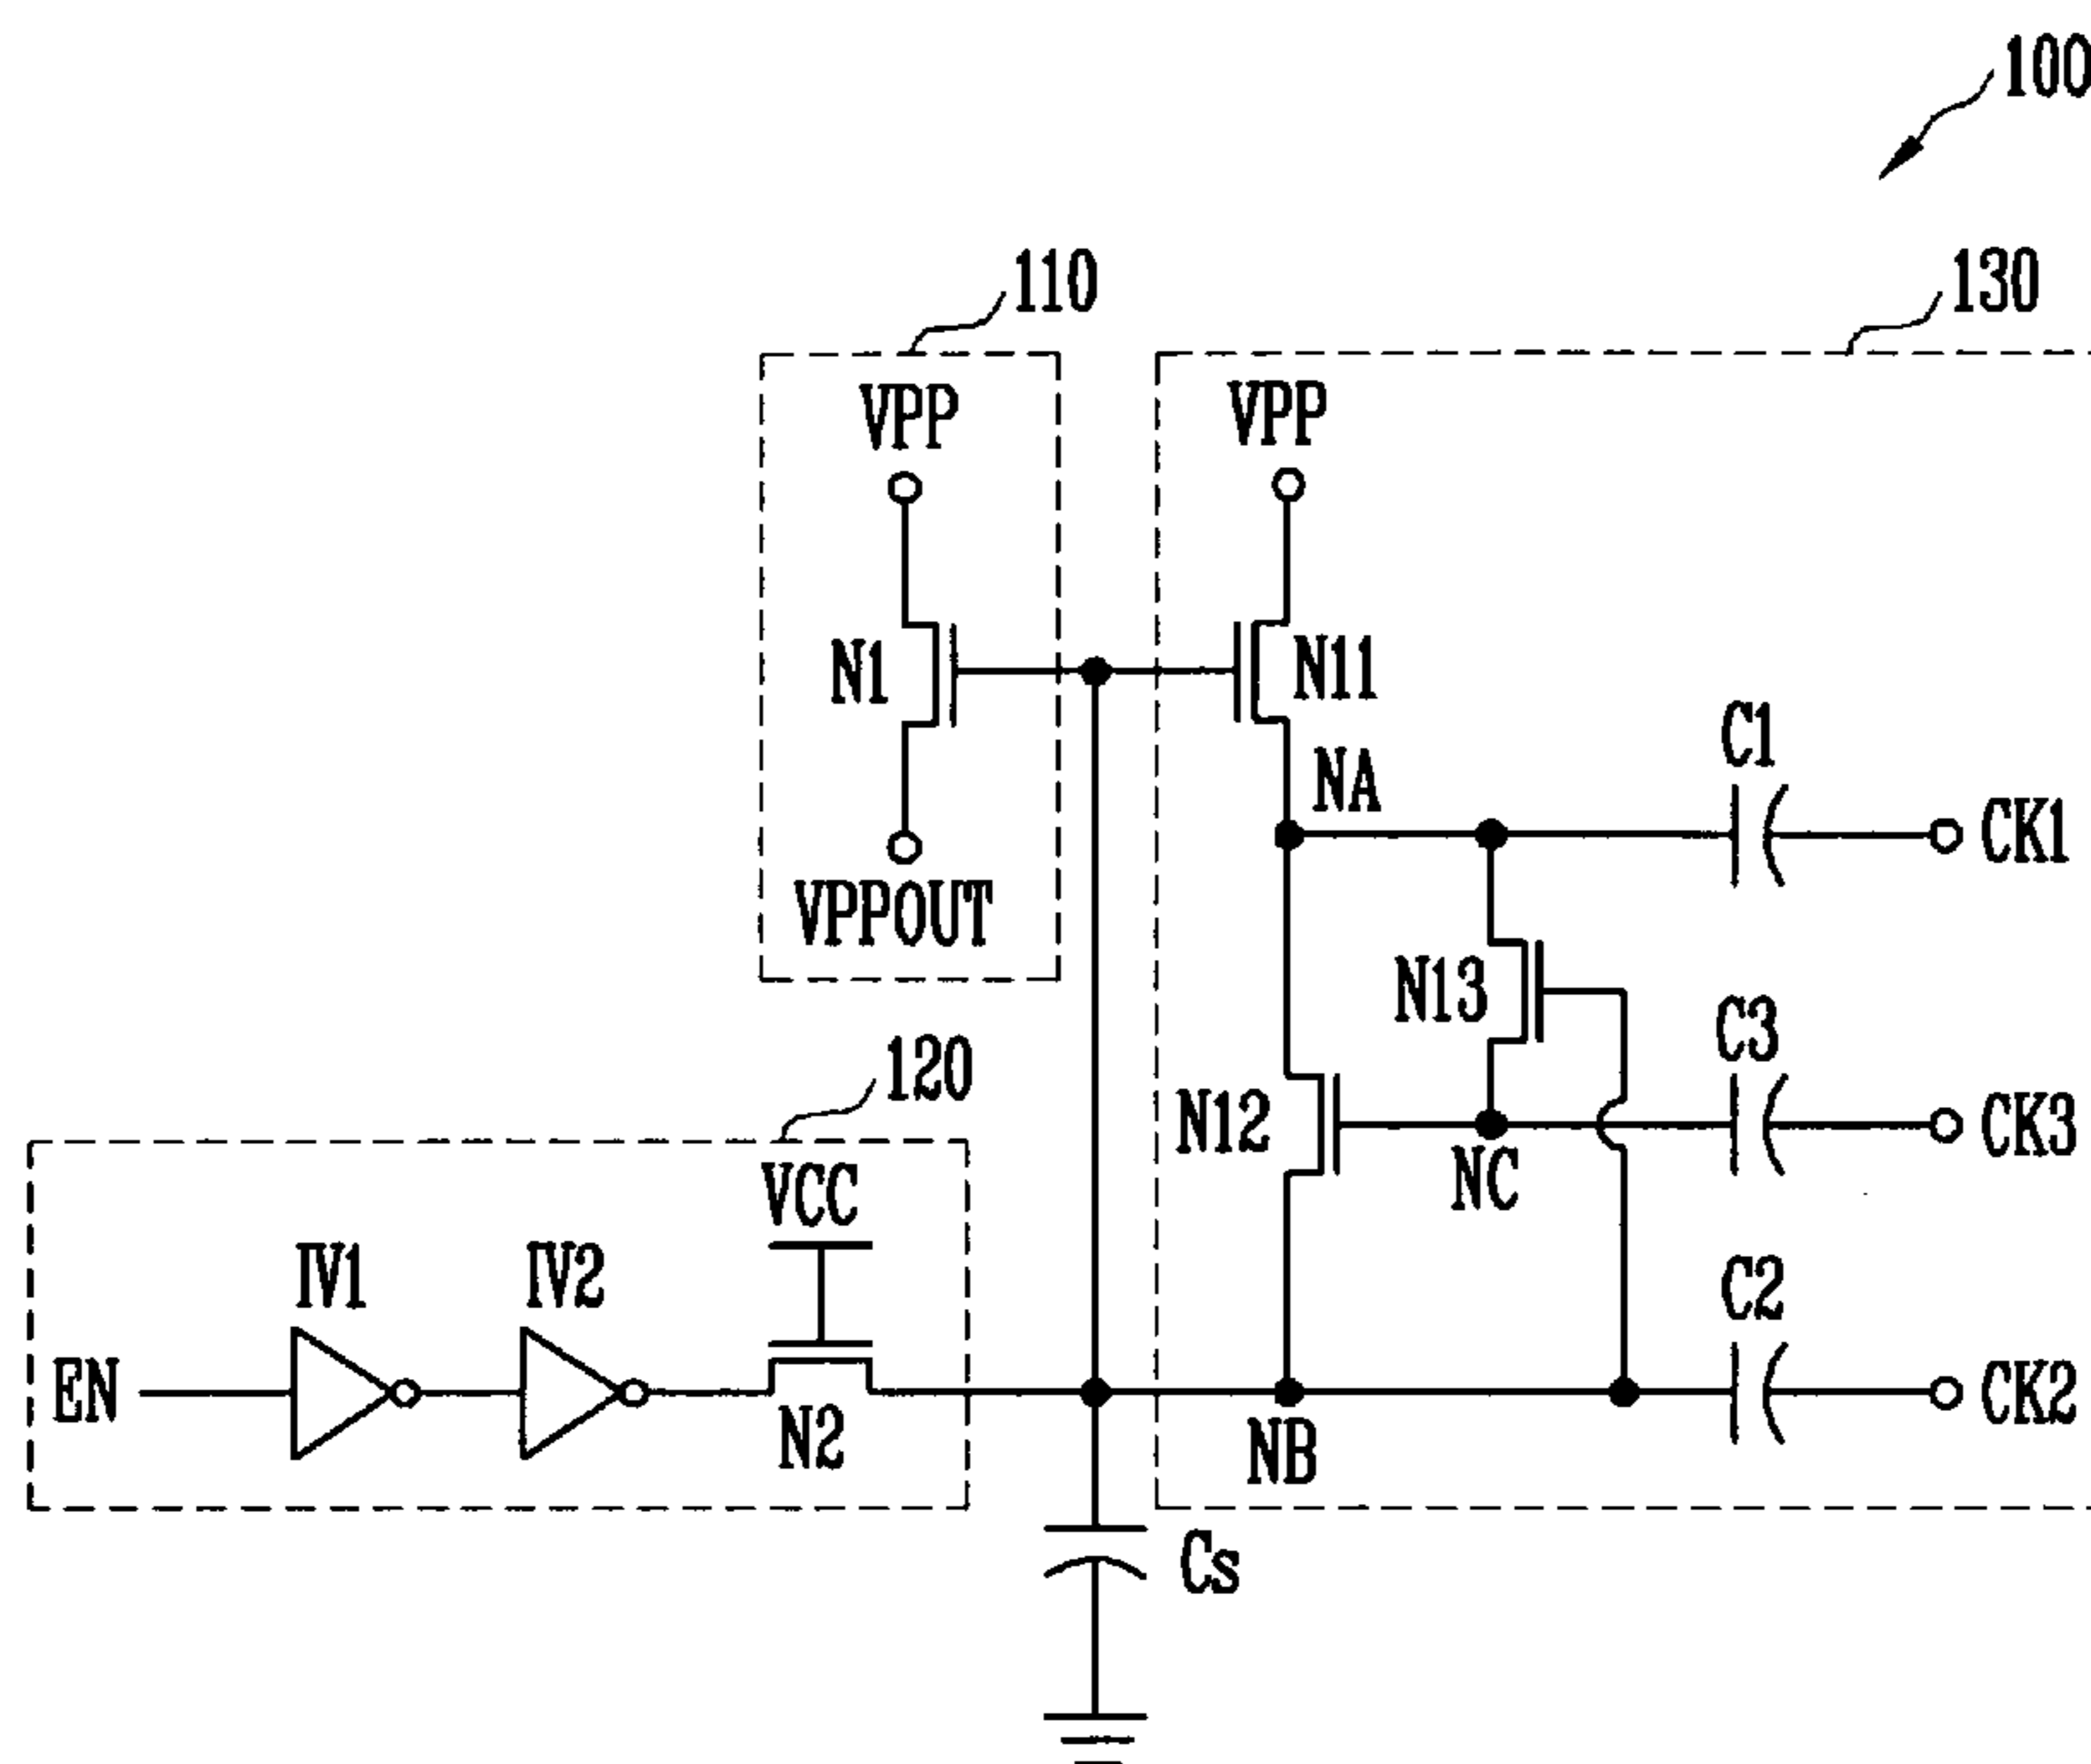 100
110
130
VPP
VPP
N1
N11
C1
NA
CK1
VPPOUT
N13
C3
120
N12
CK3
NC
VCC
IV1
IV2
C2
EN
CK2
N2
NB
Cs